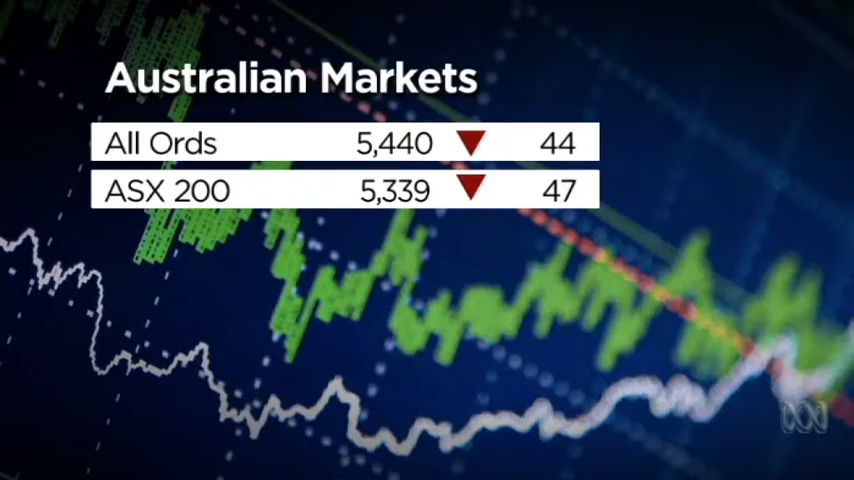 Australian Markets
All Ords 5,440 ▼ 44
ASX 200 5,339 ▼ 47